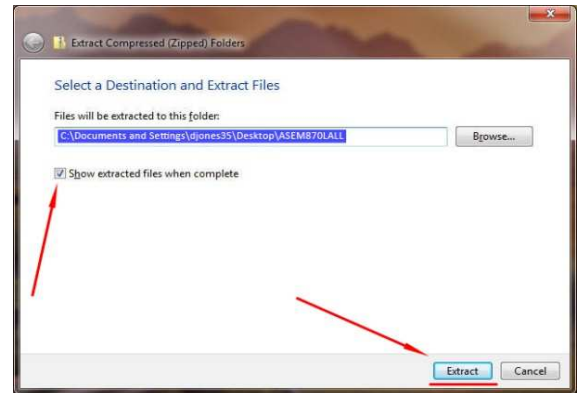 Extract Compressed (Zipped) Folders
Select a Destination and Extract Files
Files will be extracted to this folder:
C:\Documents and Settings\djones35\Desktop\ASEM870LALL
Browse...
Show extracted files when complete
Extract
Cancel